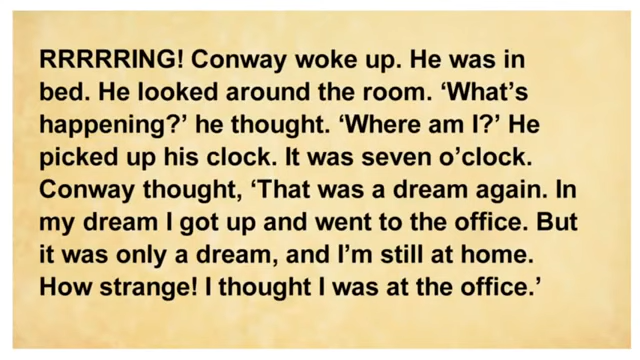 RRRRRING! Conway woke up. He was in
bed. He looked around the room. ‘What’s
happening?’ he thought. ‘Where am I?’ He
picked up his clock. It was seven o’clock.
Conway thought, ‘That was a dream again. In
my dream I got up and went to the office. But
it was only a dream, and I’m still at home.
How strange! I thought I was at the office.’